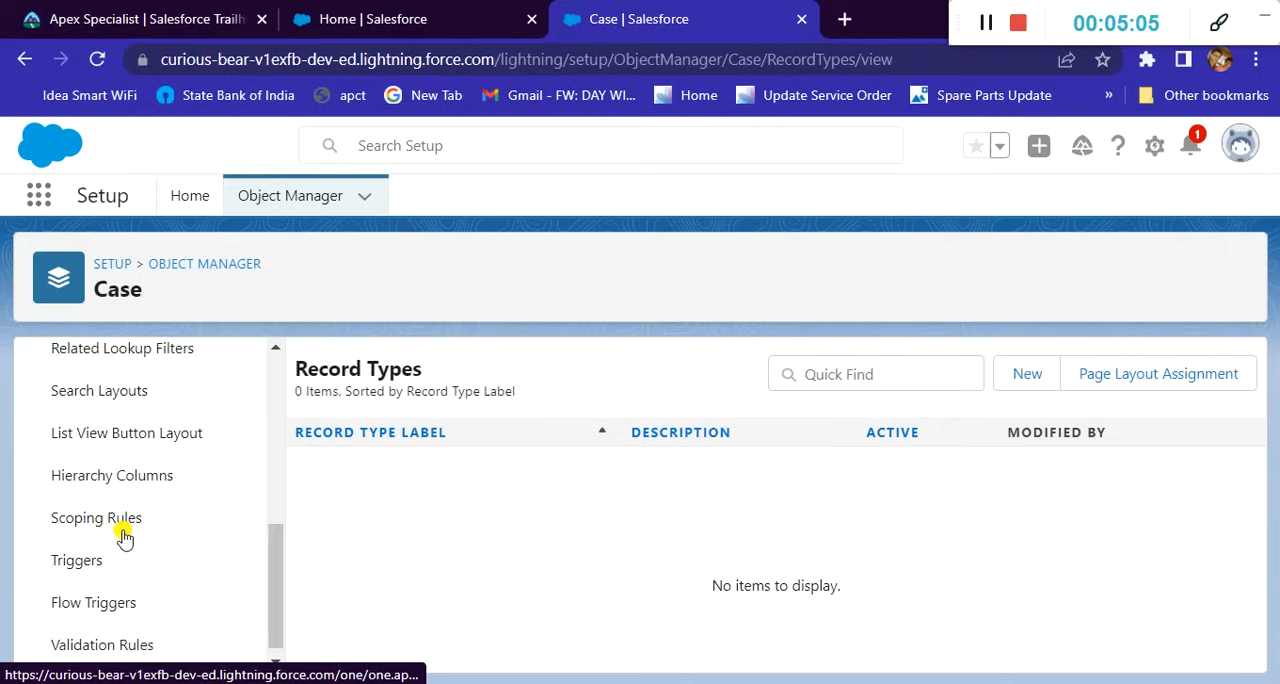 Apex Specialist | Salesforce Trailh
Home | Salesforce
Case | Salesforce
00:05:05
curious-bear-v1exfb-dev-ed.lightning.force.com/lightning/setup/ObjectManager/Case/RecordTypes/view
Idea Smart WiFi
State Bank of India
apct
New Tab
Gmail - FW: DAY WI...
Home
Update Service Order
Spare Parts Update
»
Other bookmarks
Search Setup
1
Setup
Home
Object Manager
SETUP > OBJECT MANAGER
Case
Related Lookup Filters
Search Layouts
List View Button Layout
Hierarchy Columns
Scoping Rules
Triggers
Flow Triggers
Validation Rules
Record Types
0 Items, Sorted by Record Type Label
Quick Find
New
Page Layout Assignment
RECORD TYPE LABEL
DESCRIPTION
ACTIVE
MODIFIED BY
No items to display.
https://curious-bear-v1exfb-dev-ed.lightning.force.com/one/one.ap...